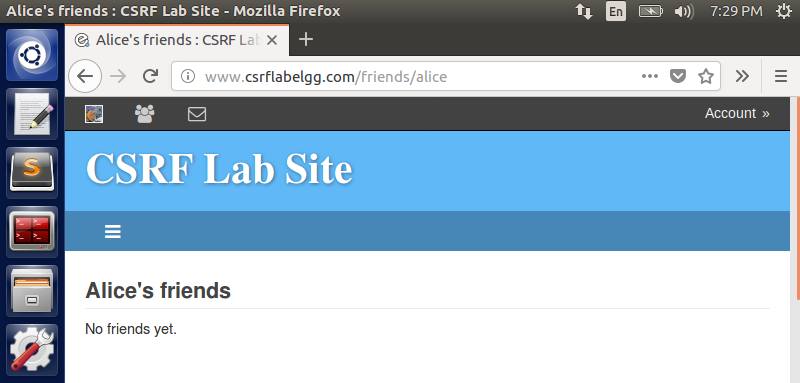 Alice's friends : CSRF Lab Site - Mozilla Firefox
En
7:29 PM
Alice's friends : CSRF Lab
www.csrflabelgg.com/friends/alice
Account »
CSRF Lab Site
Alice's friends
No friends yet.